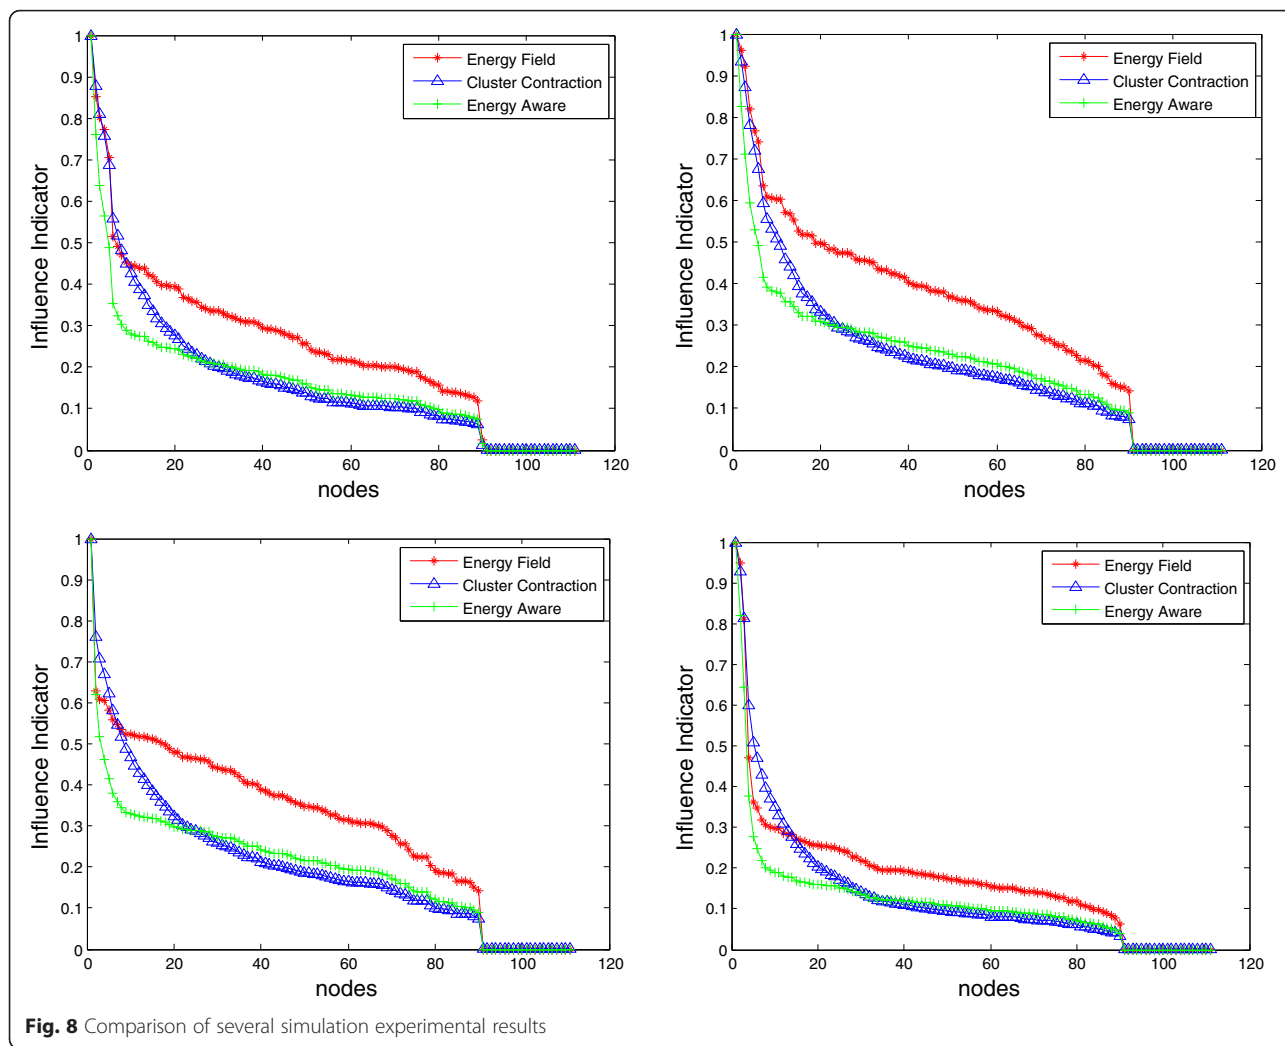 1
0.9
0.8
0.7
0.6
0.5
0.4
0.3
0.2
0.1
0
Influence Indicator
Energy Field
Cluster Contraction
Energy Aware
0 20 40 60 80 100 120
nodes
1
0.9
0.8
0.7
0.6
0.5
0.4
0.3
0.2
0.1
0
Influence Indicator
Energy Field
Cluster Contraction
Energy Aware
0 20 40 60 80 100 120
nodes
1
0.9
0.8
0.7
0.6
0.5
0.4
0.3
0.2
0.1
0
Influence Indicator
Energy Field
Cluster Contraction
Energy Aware
0 20 40 60 80 100 120
nodes
1
0.9
0.8
0.7
0.6
0.5
0.4
0.3
0.2
0.1
0
Influence Indicator
Energy Field
Cluster Contraction
Energy Aware
0 20 40 60 80 100 120
nodes
Fig. 8 Comparison of several simulation experimental results